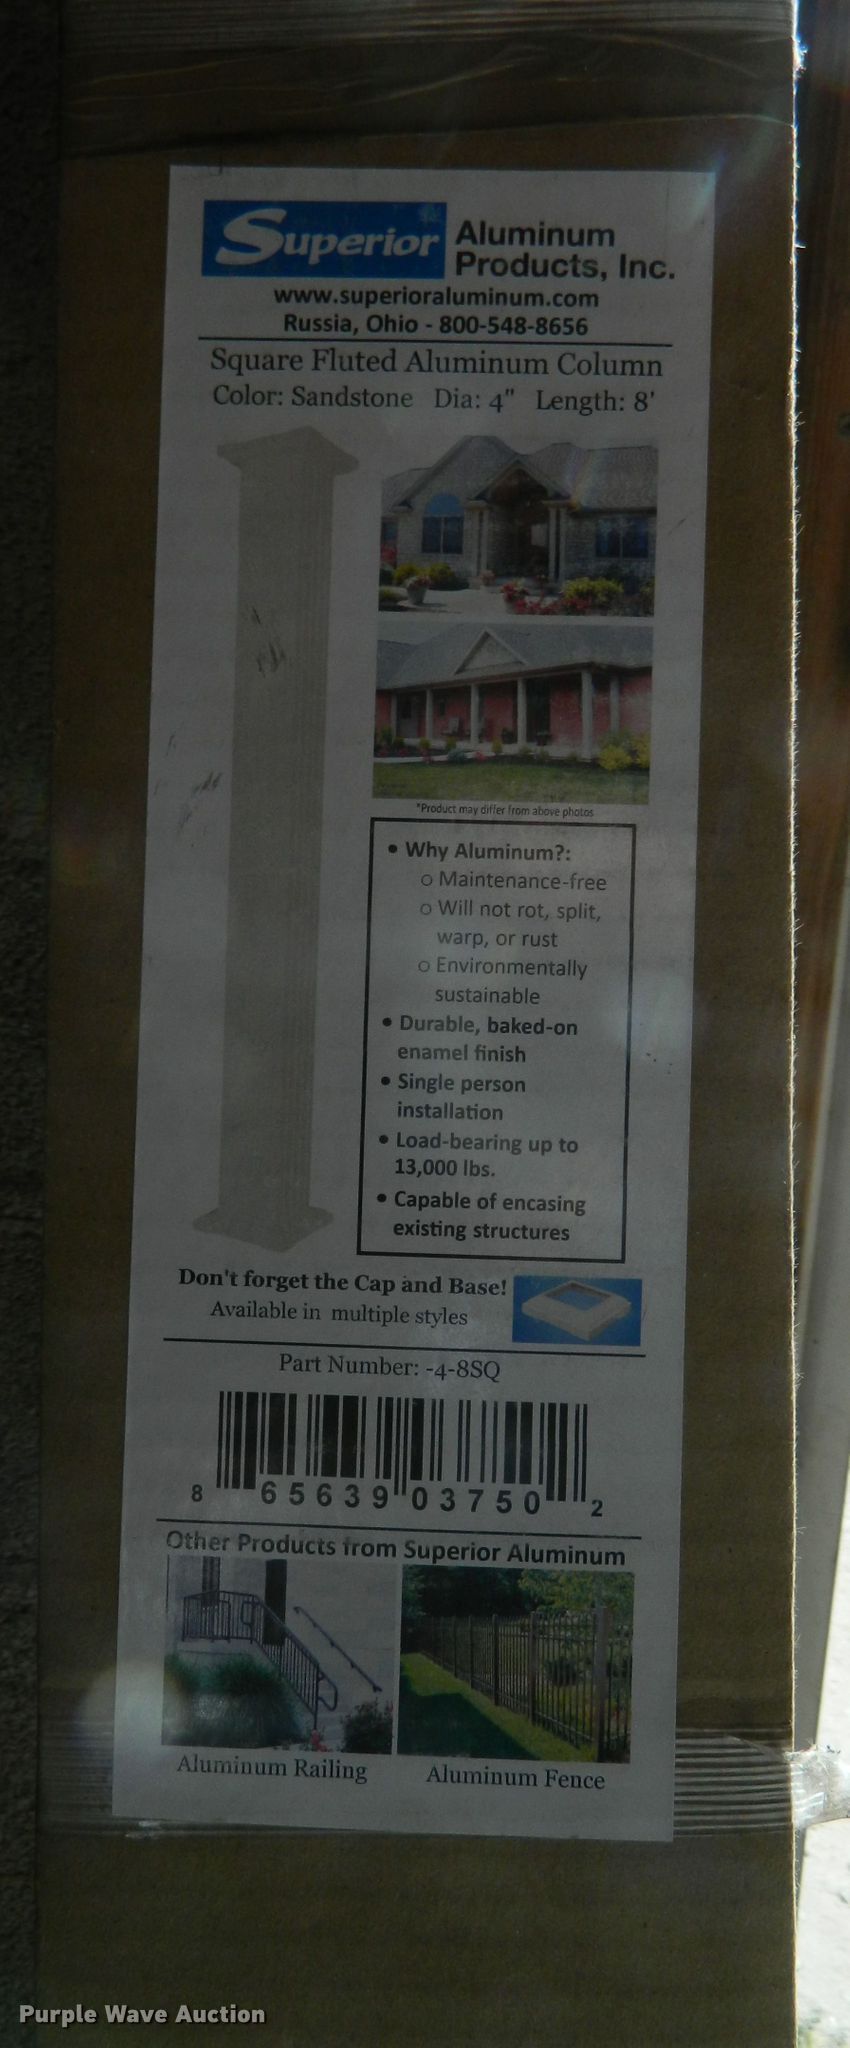 Superior Aluminum
Products, Inc.
www.superioraluminum.com
Russia, Ohio - 800-548-8656
Square Fluted Aluminum Column
Color: Sandstone Dia: 4" Length: 8'
*Product may differ from above photos
• Why Aluminum?:
o Maintenance-free
o Will not rot, split,
warp, or rust
o Environmentally
sustainable
• Durable, baked-on
enamel finish
• Single person
installation
• Load-bearing up to
13,000 lbs.
• Capable of encasing
existing structures
Don't forget the Cap and Base!
Available in multiple styles
Part Number: -4-8SQ
8 65639 03750 2
Other Products from Superior Aluminum
Aluminum Railing Aluminum Fence
Purple Wave Auction